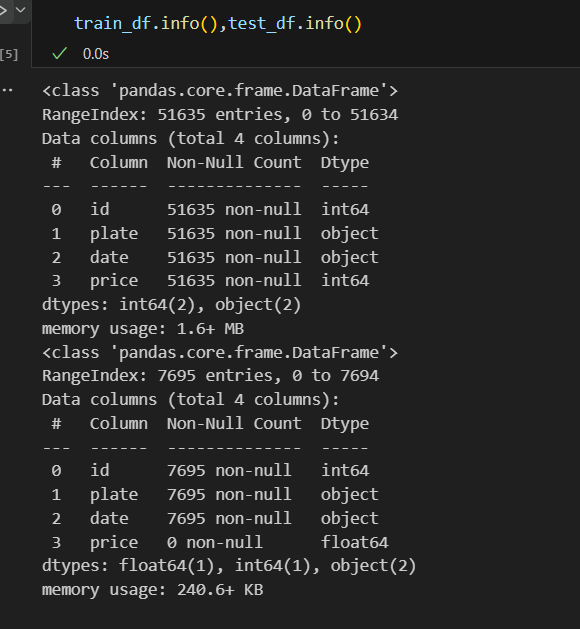 train_df.info(),test_df.info()
[5]
0.0s
<class 'pandas.core.frame.DataFrame'>
RangeIndex: 51635 entries, 0 to 51634
Data columns (total 4 columns):
 #   Column  Non-Null Count  Dtype
---  ------  --------------  -----
 0   id      51635 non-null  int64
 1   plate   51635 non-null  object
 2   date    51635 non-null  object
 3   price   51635 non-null  int64
dtypes: int64(2), object(2)
memory usage: 1.6+ MB
<class 'pandas.core.frame.DataFrame'>
RangeIndex: 7695 entries, 0 to 7694
Data columns (total 4 columns):
 #   Column  Non-Null Count  Dtype
---  ------  --------------  -----
 0   id      7695 non-null   int64
 1   plate   7695 non-null   object
 2   date    7695 non-null   object
 3   price   0 non-null      float64
dtypes: float64(1), int64(1), object(2)
memory usage: 240.6+ KB